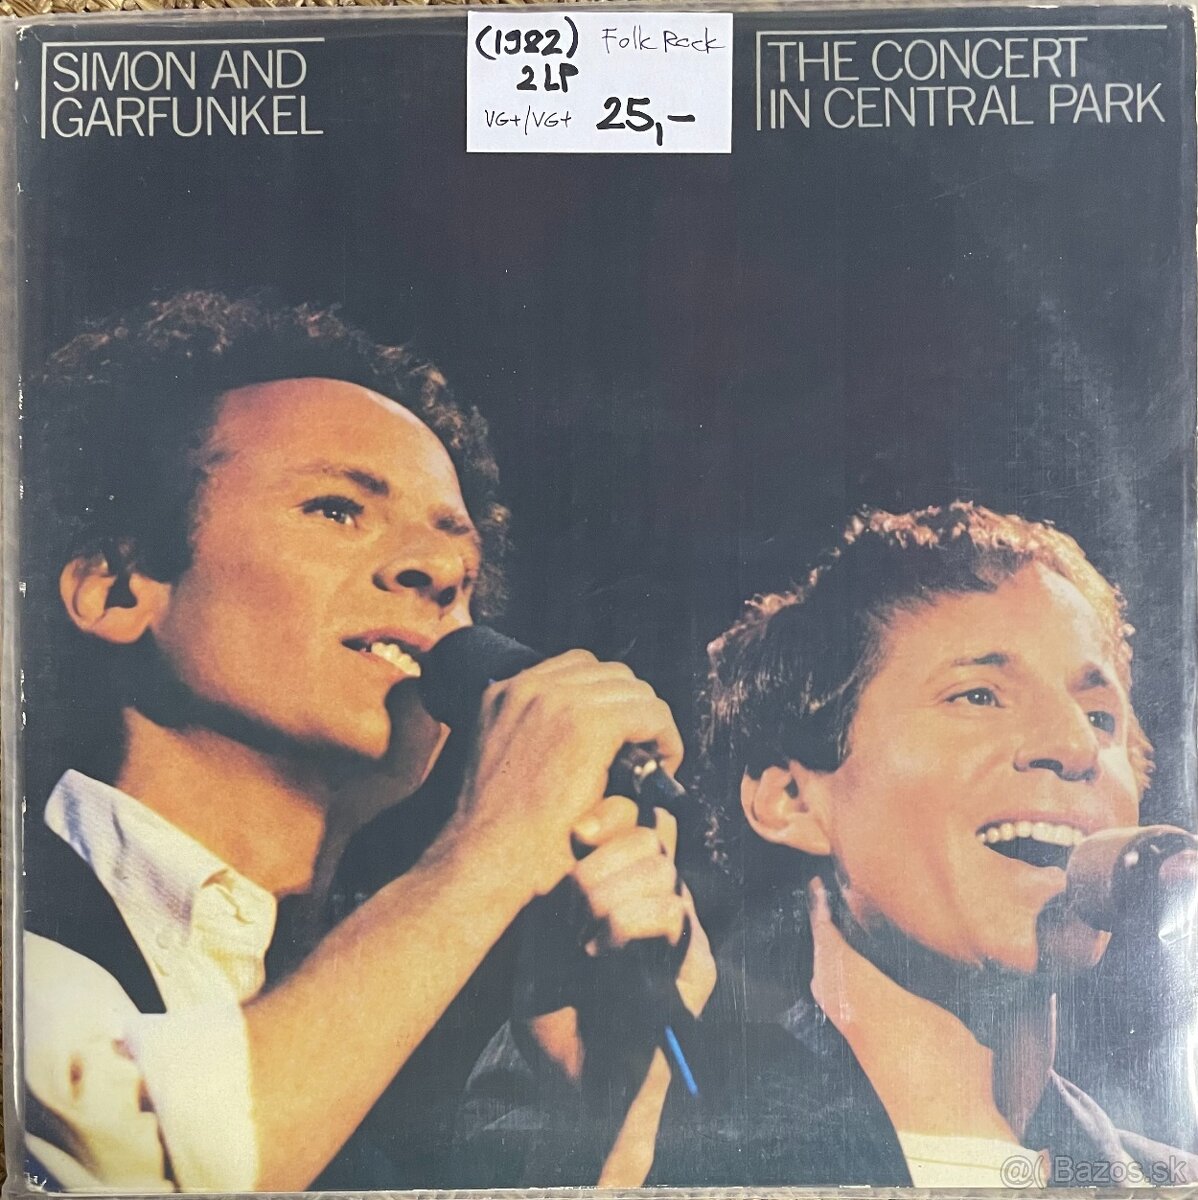 SIMON AND
GARFUNKEL
(1982) Folk Rock
2 LP
VG+/VG+ 25,-
THE CONCERT
IN CENTRAL PARK
@( Bazos.sk